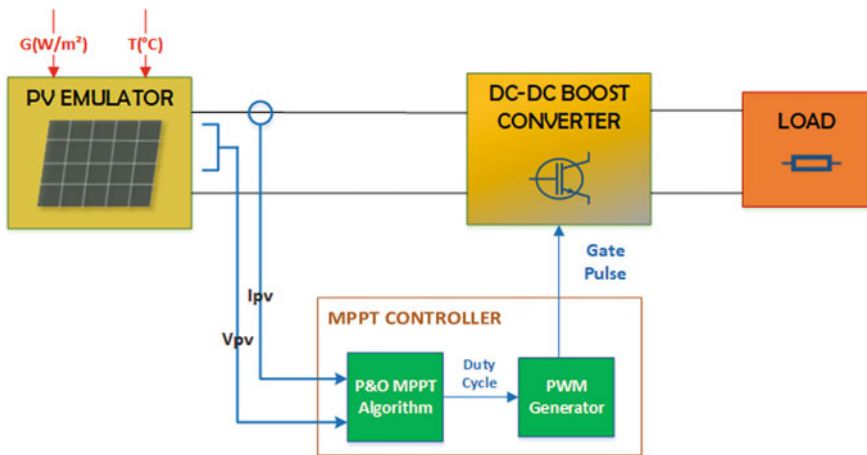 G(W/m²)
T(°C)
PV EMULATOR
DC-DC BOOST
CONVERTER
LOAD
Gate
Pulse
Ipv
Vpv
MPPT CONTROLLER
P&O MPPT
Algorithm
Duty
Cycle
PWM
Generator